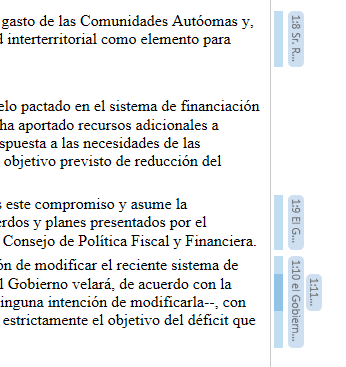 gasto de las Comunidades Autóomas y,
interterritorial como elemento para
elo pactado en el sistema de financiación
ha aportado recursos adicionales a
spuesta a las necesidades de las
objetivo previsto de reducción del
s este compromiso y asume la
erdos y planes presentados por el
Consejo de Política Fiscal y Financiera.
ón de modificar el reciente sistema de
l Gobierno velará, de acuerdo con la
inguna intención de modificarla--, con
estrictamente el objetivo del déficit que
1:8 Sr. R...
1:9 El G...
1:10 el Gobiern...
1:11...